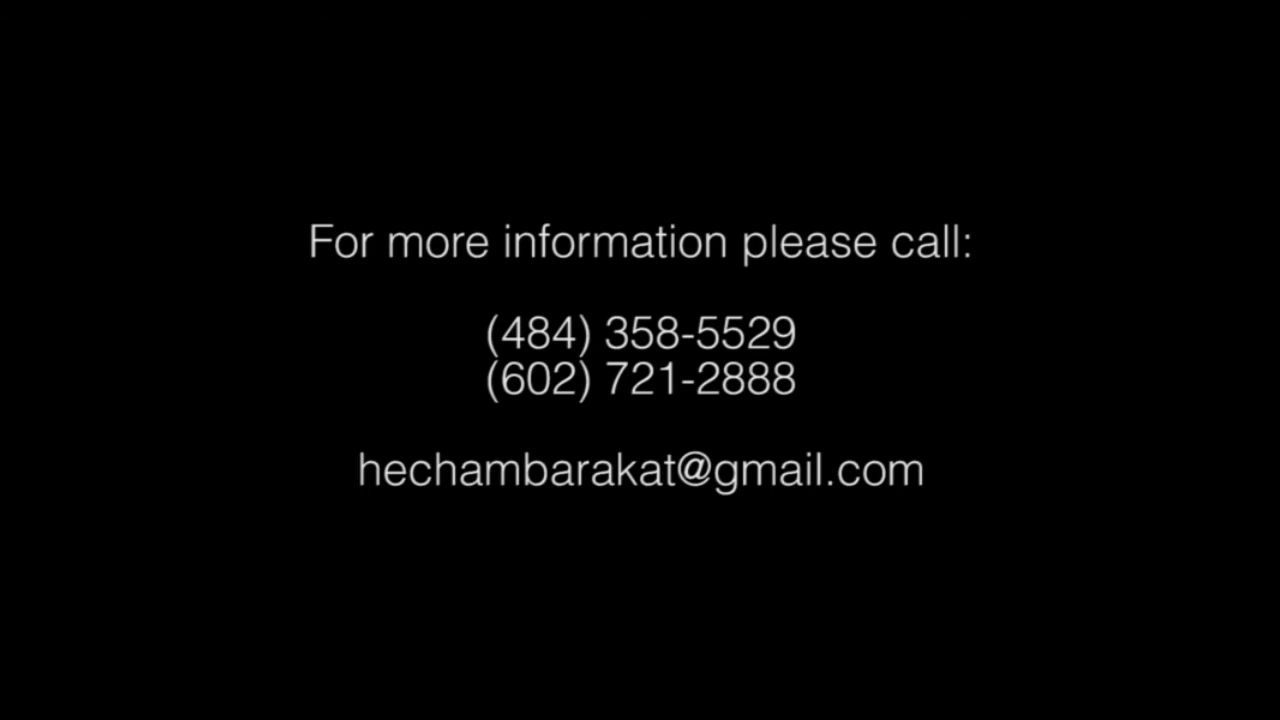 For more information please call:
(484) 358-5529
(602) 721-2888
hechambarakat@gmail.com